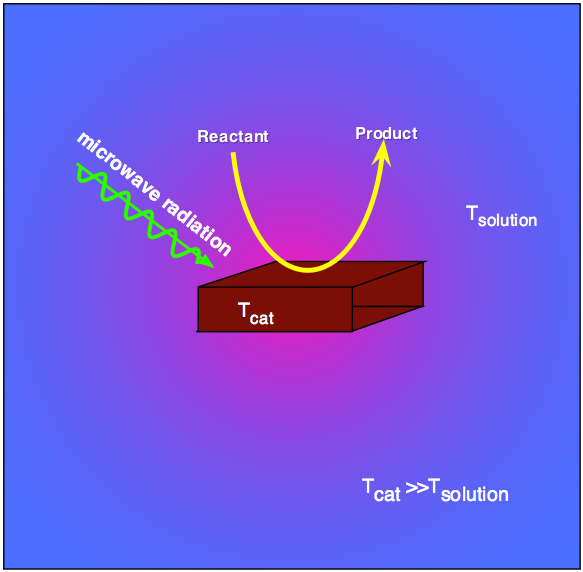 Reactant
Product
microwave radiation
Tsolution
Tcat
Tcat >>Tsolution